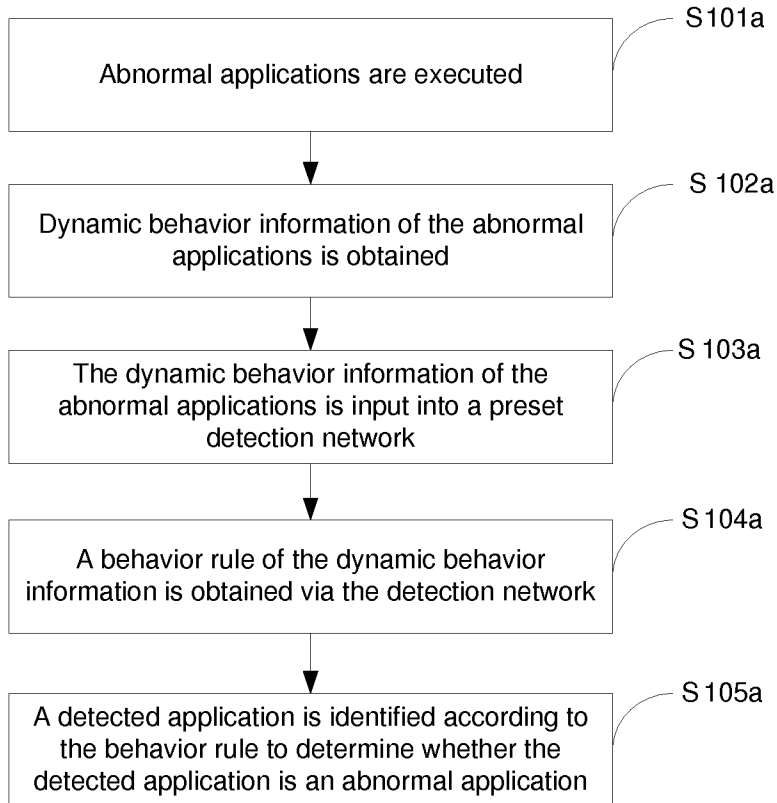 S101a
Abnormal applications are executed
S 102a
Dynamic behavior information of the abnormal
applications is obtained
S 103a
The dynamic behavior information of the
abnormal applications is input into a preset
detection network
S 104a
A behavior rule of the dynamic behavior
information is obtained via the detection network
S 105a
A detected application is identified according to
the behavior rule to determine whether the
detected application is an abnormal application